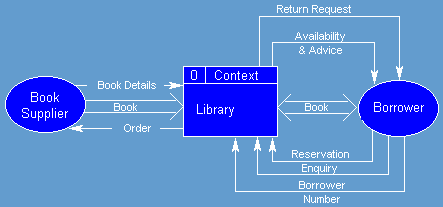 Return Request
Availability
& Advice
0 Context
Book Details
Book
Supplier
Book
Library
Book
Borrower
Order
Reservation
Enquiry
Borrower
Number